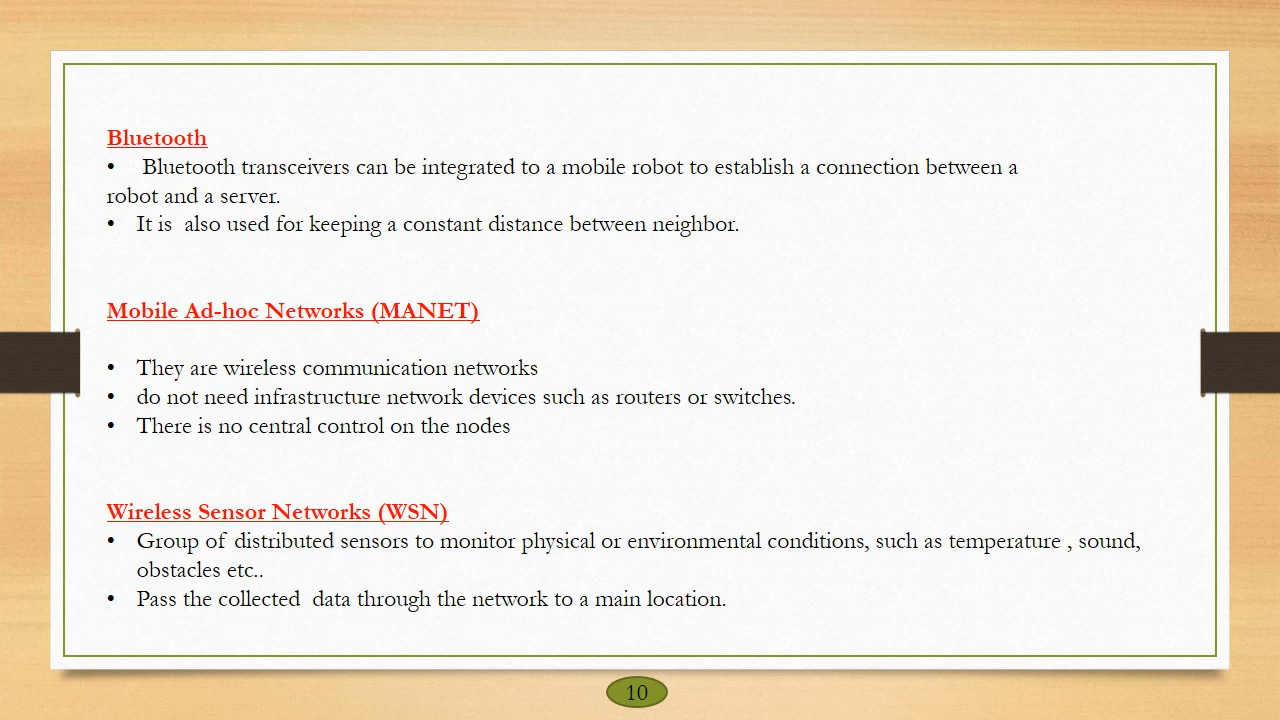 Bluetooth
•    Bluetooth transceivers can be integrated to a mobile robot to establish a connection between a
robot and a server.
•   It is  also used for keeping a constant distance between neighbor.
Mobile Ad-hoc Networks (MANET)
•   They are wireless communication networks
•   do not need infrastructure network devices such as routers or switches.
•   There is no central control on the nodes
Wireless Sensor Networks (WSN)
•   Group of distributed sensors to monitor physical or environmental conditions, such as temperature , sound,
obstacles etc..
•   Pass the collected  data through the network to a main location.
10